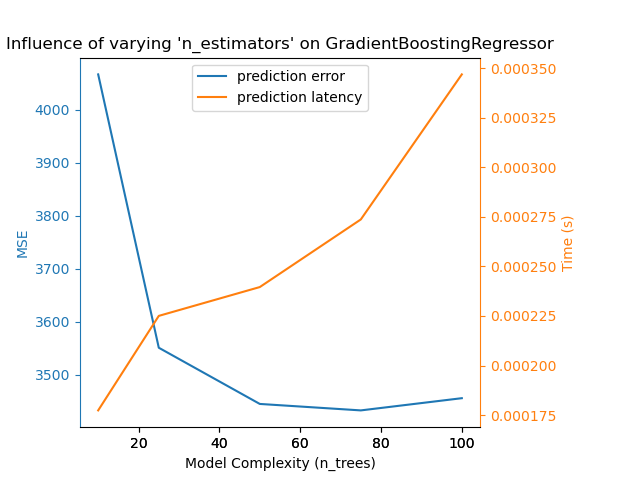 Influence of varying 'n_estimators' on GradientBoostingRegressor
prediction error
prediction latency
4000
3900
3800
3700
3600
3500
MSE
0.000350
0.000325
0.000300
0.000275
0.000250
0.000225
0.000200
0.000175
Time (s)
20 40 60 80 100
Model Complexity (n_trees)